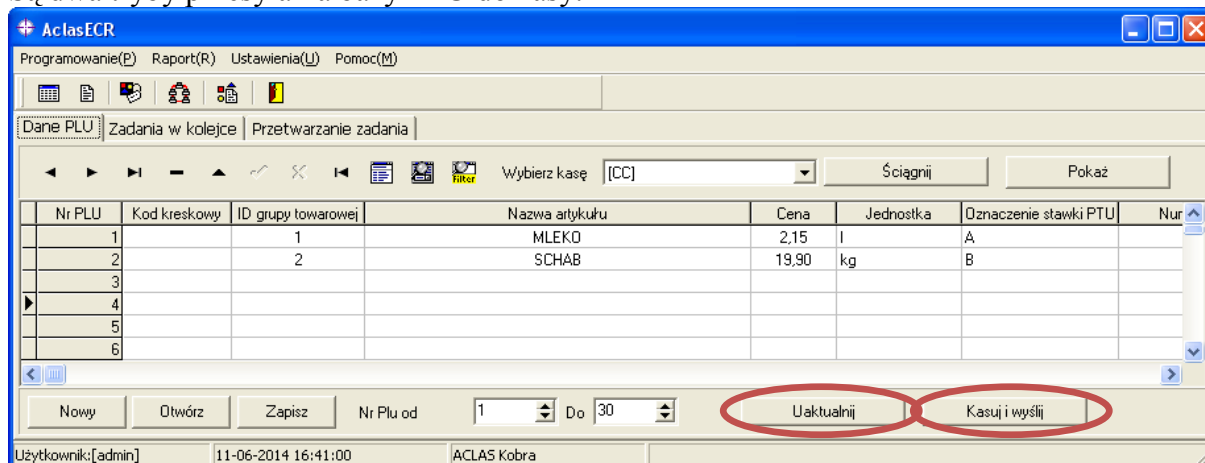 AclasECR
Programowanie(P) Raport(R) Ustawienia(U) Pomoc(M)
Dane PLU Zadania w kolejce Przetwarzanie zadania
Filter Wybierz kasę [CC] Ściągnij Pokaż
Nr PLU Kod kreskowy ID grupy towarowej Nazwa artykułu Cena Jednostka Oznaczenie stawki PTU Nur
1 1 MLEKO 2,15 l A
2 2 SCHAB 19,90 kg B
3
4
5
6
Nowy Otwórz Zapisz Nr Plu od 1 Do 30 Uaktualnij Kasuj i wyślij
Użytkownik:[admin] 11-06-2014 16:41:00 ACLAS Kobra